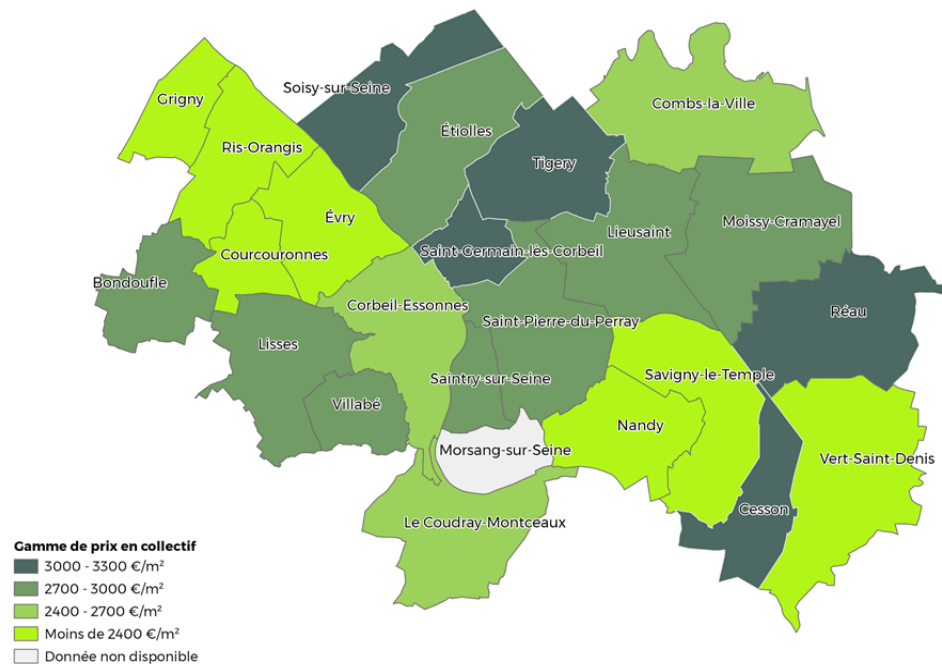 Soisy-sur-Seine
Grigny
Combs-la-Ville
Étiolles
Ris-Orangis
Tigery
Évry
Moissy-Cramayel
Lieusaint
Saint-Germain-lès-Corbeil
Courcouronnes
Bondoufle
Corbeil-Essonnes
Réau
Saint-Pierre-du-Perray
Lisses
Savigny-le-Temple
Saintry-sur-Seine
Villabé
Nandy
Morsang-sur-Seine
Vert-Saint-Denis
Cesson
Le Coudray-Montceaux
Gamme de prix en collectif
3000 - 3300 €/m²
2700 - 3000 €/m²
2400 - 2700 €/m²
Moins de 2400 €/m²
Donnée non disponible